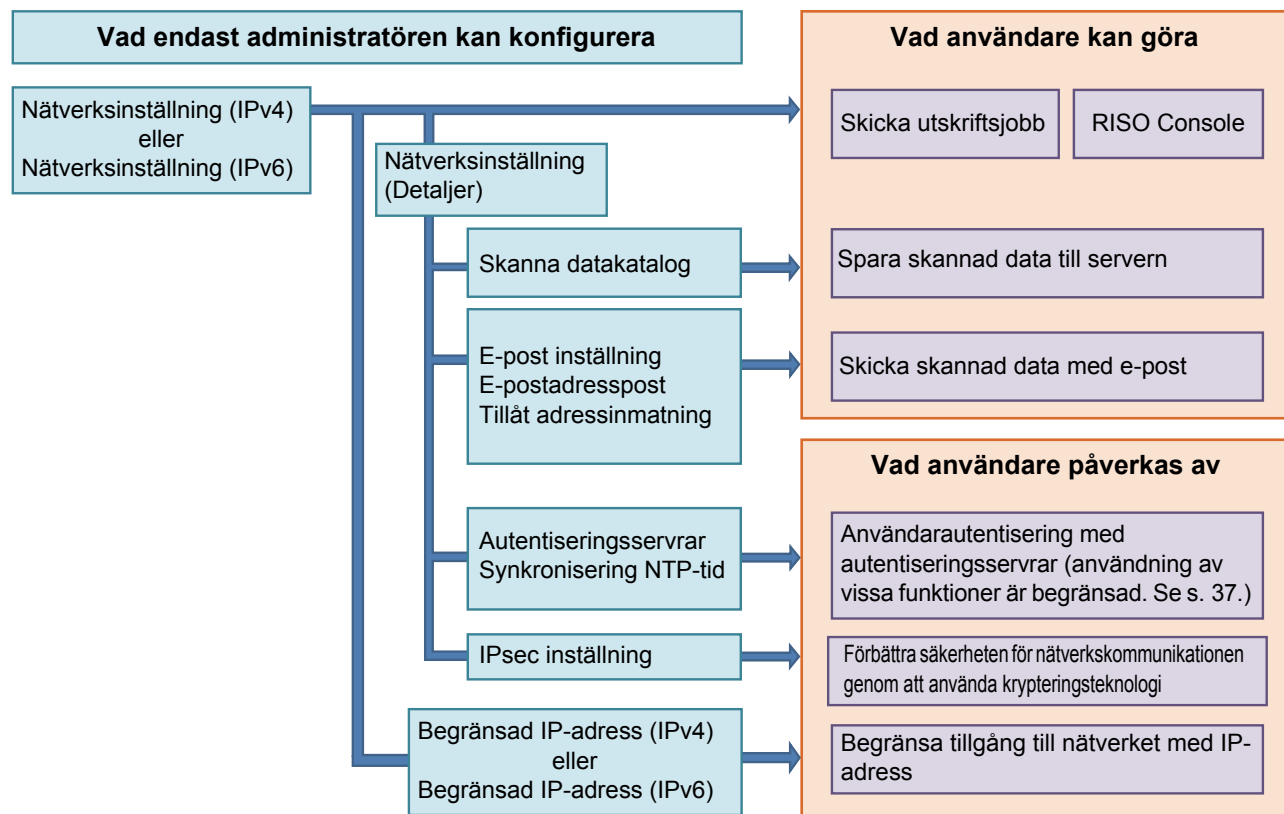 Vad endast administratören kan konfigurera
Vad användare kan göra
Nätverksinställning (IPv4)
eller
Nätverksinställning (IPv6)
Skicka utskriftsjobb
RISO Console
Nätverksinställning
(Detaljer)
Skanna datakatalog
Spara skannad data till servern
E-post inställning
E-postadresspost
Tillåt adressinmatning
Skicka skannad data med e-post
Vad användare påverkas av
Autentiseringsservrar
Synkronisering NTP-tid
Användarautentisering med
autentiseringsservrar (användning av
vissa funktioner är begränsad. Se s. 37.)
IPsec inställning
Förbättra säkerheten för nätverkskommunikationen
genom att använda krypteringsteknologi
Begränsad IP-adress (IPv4)
eller
Begränsad IP-adress (IPv6)
Begränsa tillgång till nätverket med IP-
adress